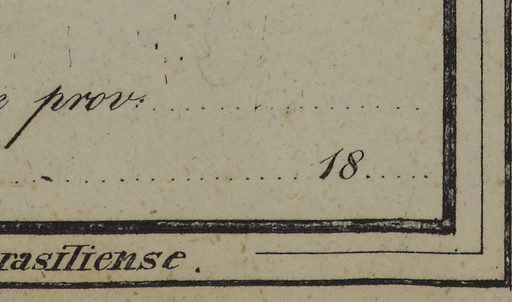 e prov. ....................
.................... 18......
rasiliense.